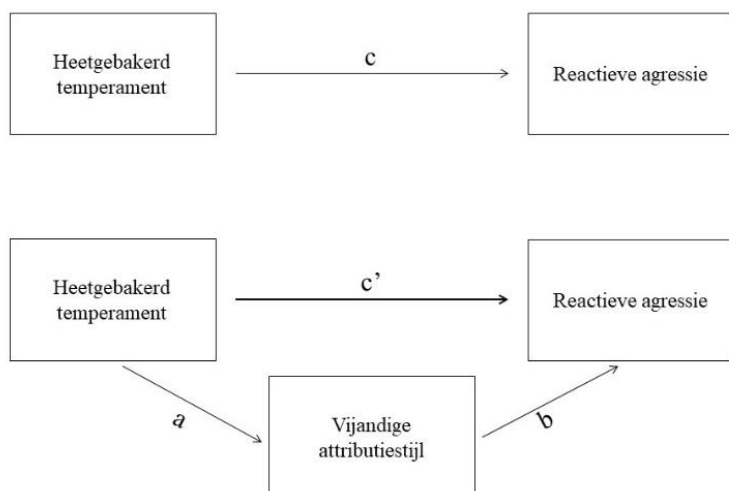 Heetgebakerd
temperament
c
Reactieve agressie
Heetgebakerd
temperament
c’
Reactieve agressie
a
Vijandige
attributiestijl
b